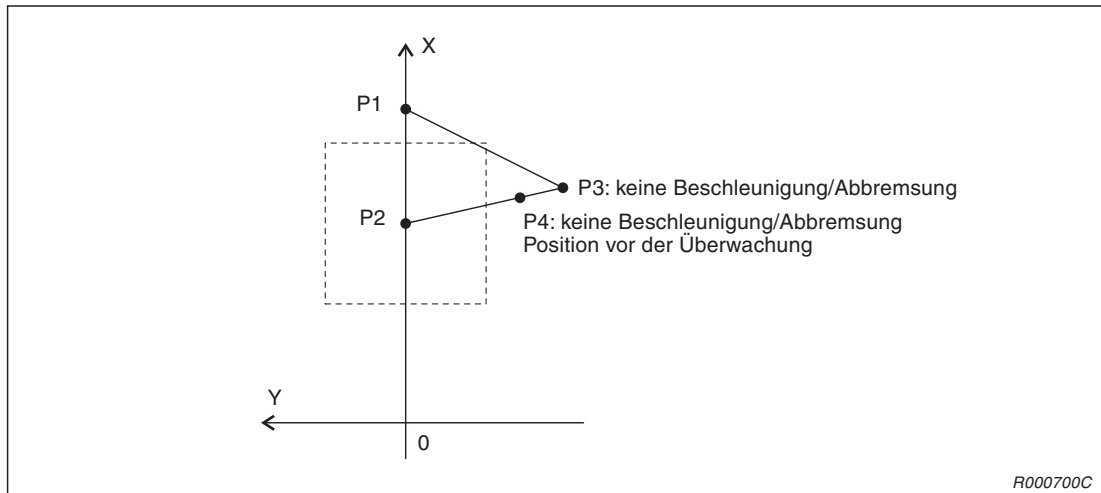 X
P1
P3: keine Beschleunigung/Abbremsung
P2
P4: keine Beschleunigung/Abbremsung
Position vor der Überwachung
Y
0
R000700C